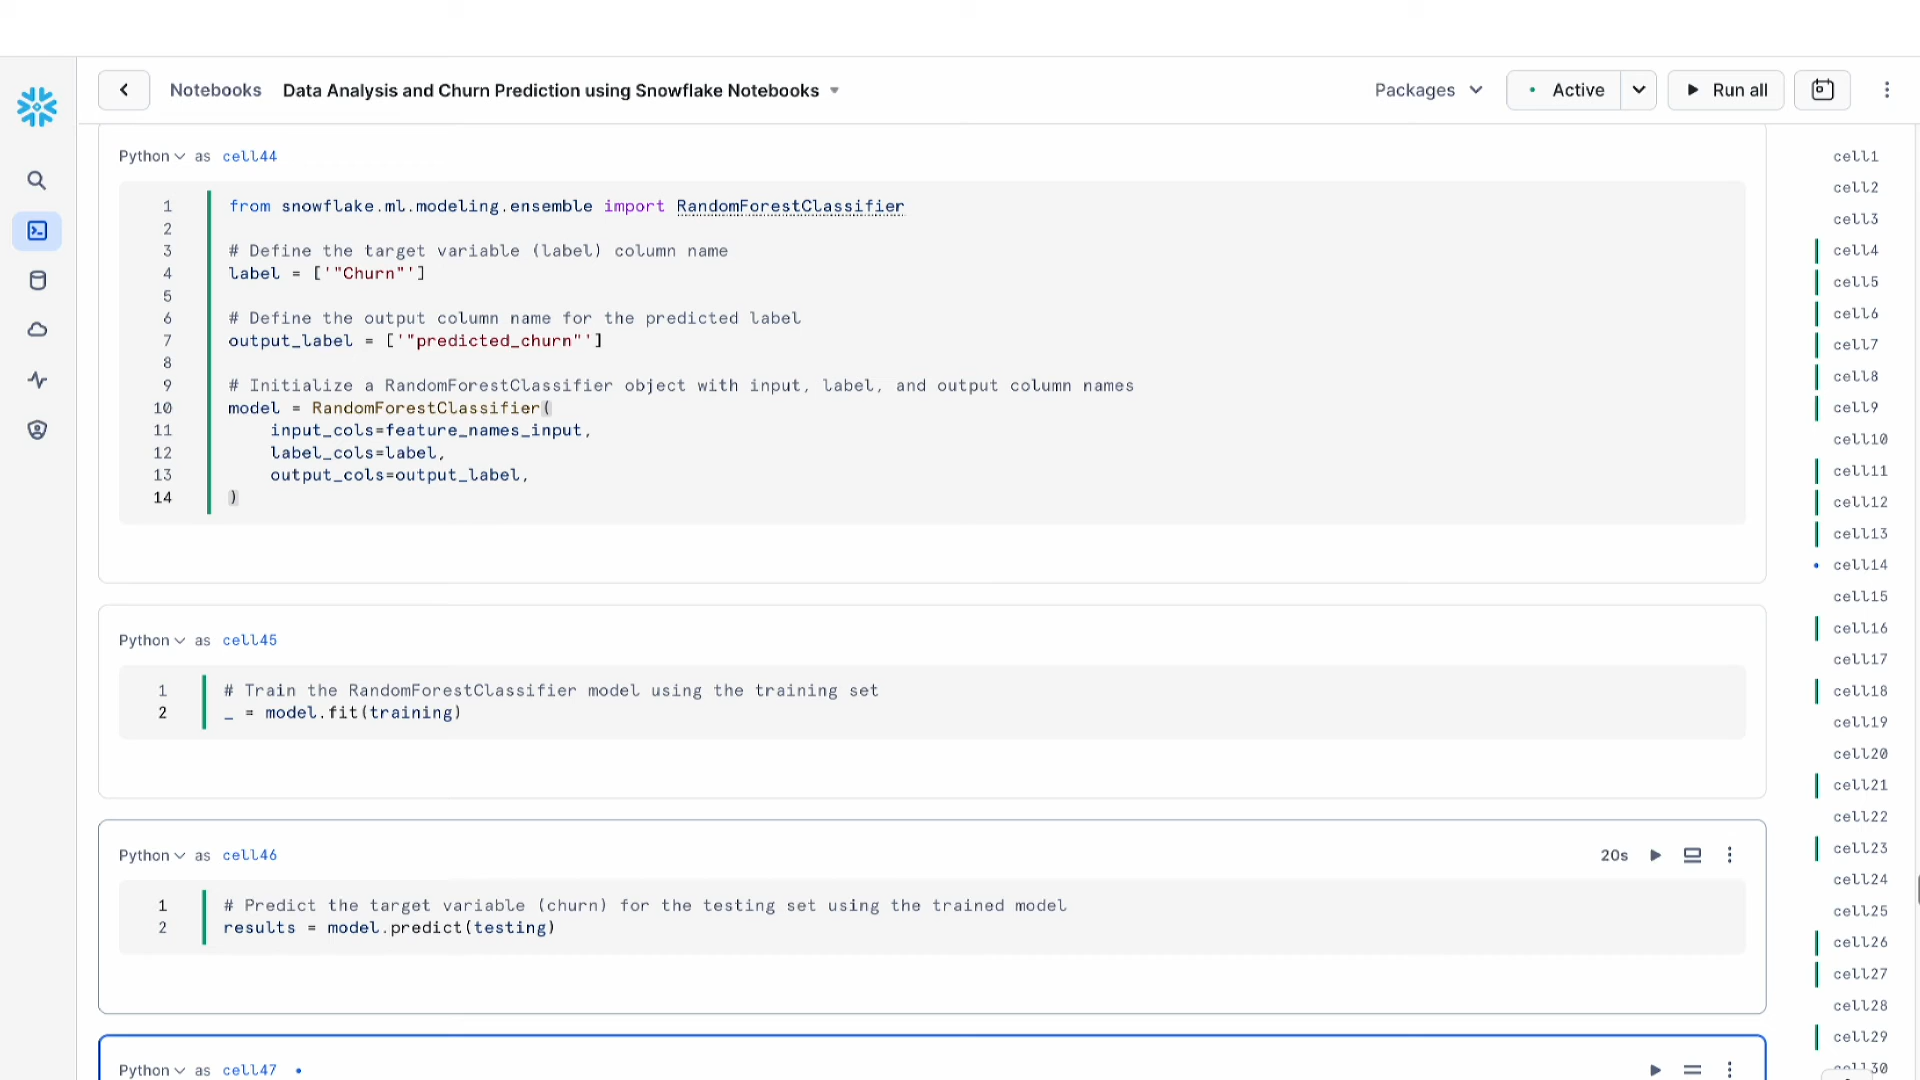 Notebooks Data Analysis and Churn Prediction using Snowflake Notebooks Packages Active Run all
Python as cell44
1 from snowflake.ml.modeling.ensemble import RandomForestClassifier
2
3 # Define the target variable (label) column name
4 label = ['"Churn"']
5
6 # Define the output column name for the predicted label
7 output_label = ['"predicted_churn"']
8
9 # Initialize a RandomForestClassifier object with input, label, and output column names
10 model = RandomForestClassifier(
11 input_cols=feature_names_input,
12 label_cols=label,
13 output_cols=output_label,
14 )
Python as cell45
1 # Train the RandomForestClassifier model using the training set
2 _ = model.fit(training)
Python as cell46 20s
1 # Predict the target variable (churn) for the testing set using the trained model
2 results = model.predict(testing)
Python as cell47
cell1
cell2
cell3
cell4
cell5
cell6
cell7
cell8
cell9
cell10
cell11
cell12
cell13
cell14
cell15
cell16
cell17
cell18
cell19
cell20
cell21
cell22
cell23
cell24
cell25
cell26
cell27
cell28
cell29